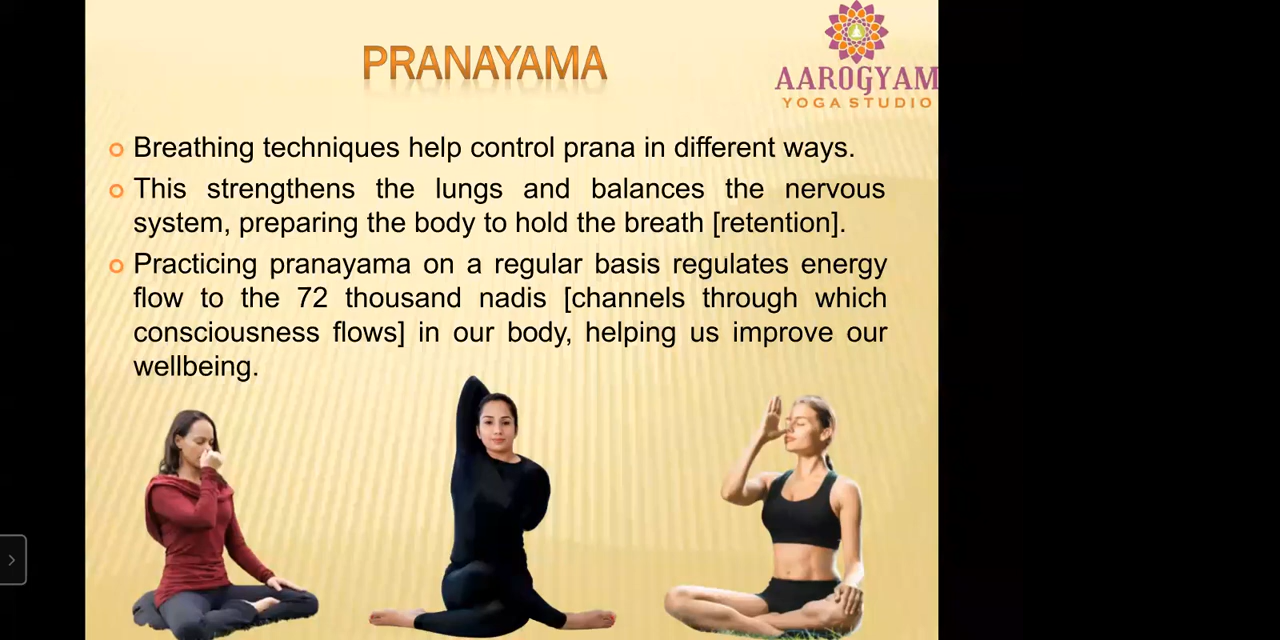 PRANAYAMA
AAROGYAM
YOGA STUDIO
Breathing techniques help control prana in different ways.
This strengthens the lungs and balances the nervous
system, preparing the body to hold the breath [retention].
Practicing pranayama on a regular basis regulates energy
flow to the 72 thousand nadis [channels through which
consciousness flows] in our body, helping us improve our
wellbeing.